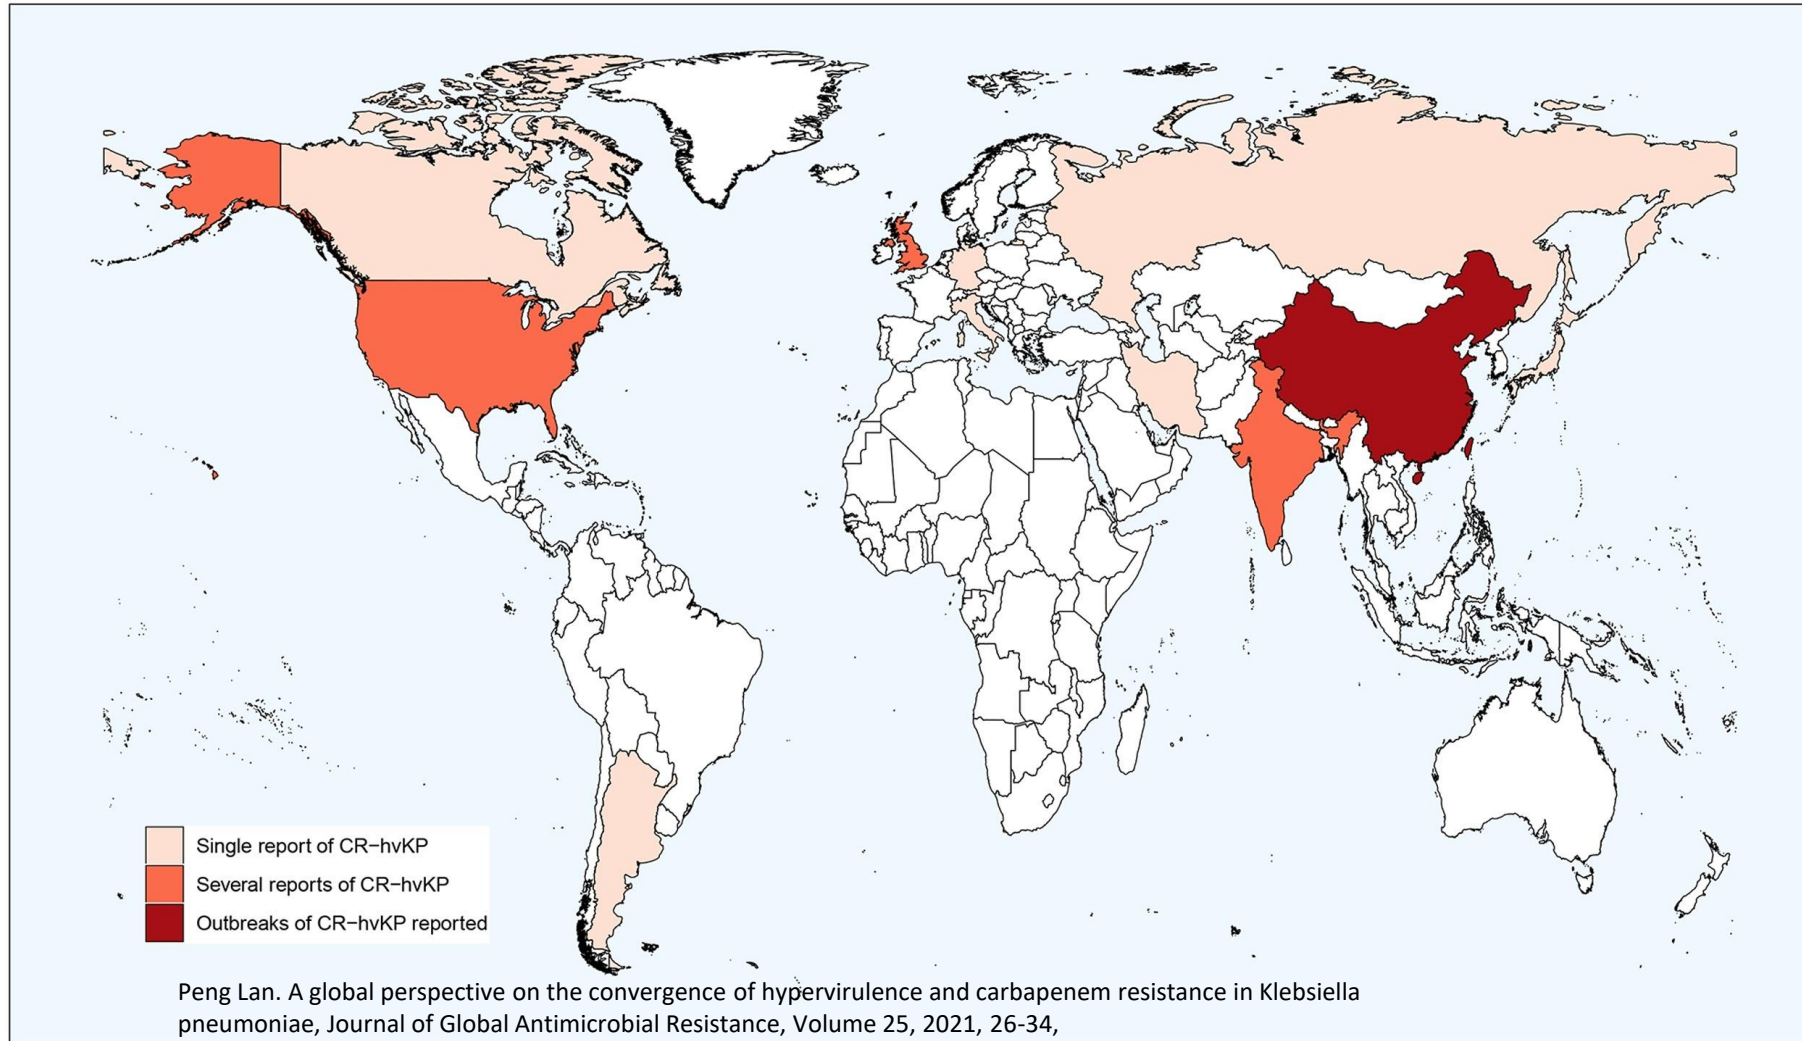 Single report of CR−hvKP
Several reports of CR−hvKP
Outbreaks of CR−hvKP reported
Peng Lan. A global perspective on the convergence of hypervirulence and carbapenem resistance in Klebsiella
pneumoniae, Journal of Global Antimicrobial Resistance, Volume 25, 2021, 26-34,